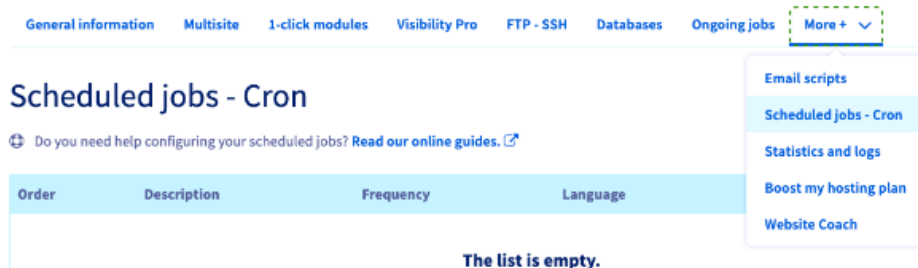 General information Multisite 1-click modules Visibility Pro FTP - SSH Databases Ongoing jobs More +
Email scripts
Scheduled jobs - Cron
Statistics and logs
Boost my hosting plan
Website Coach
Scheduled jobs - Cron
Do you need help configuring your scheduled jobs? Read our online guides.
Order Description Frequency Language
The list is empty.